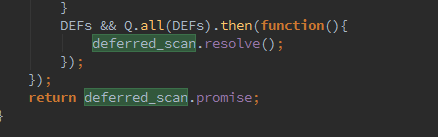 }
DEFs && Q.all(DEFs).then(function(){
deferred_scan.resolve();
});
});
return deferred_scan.promise;
}